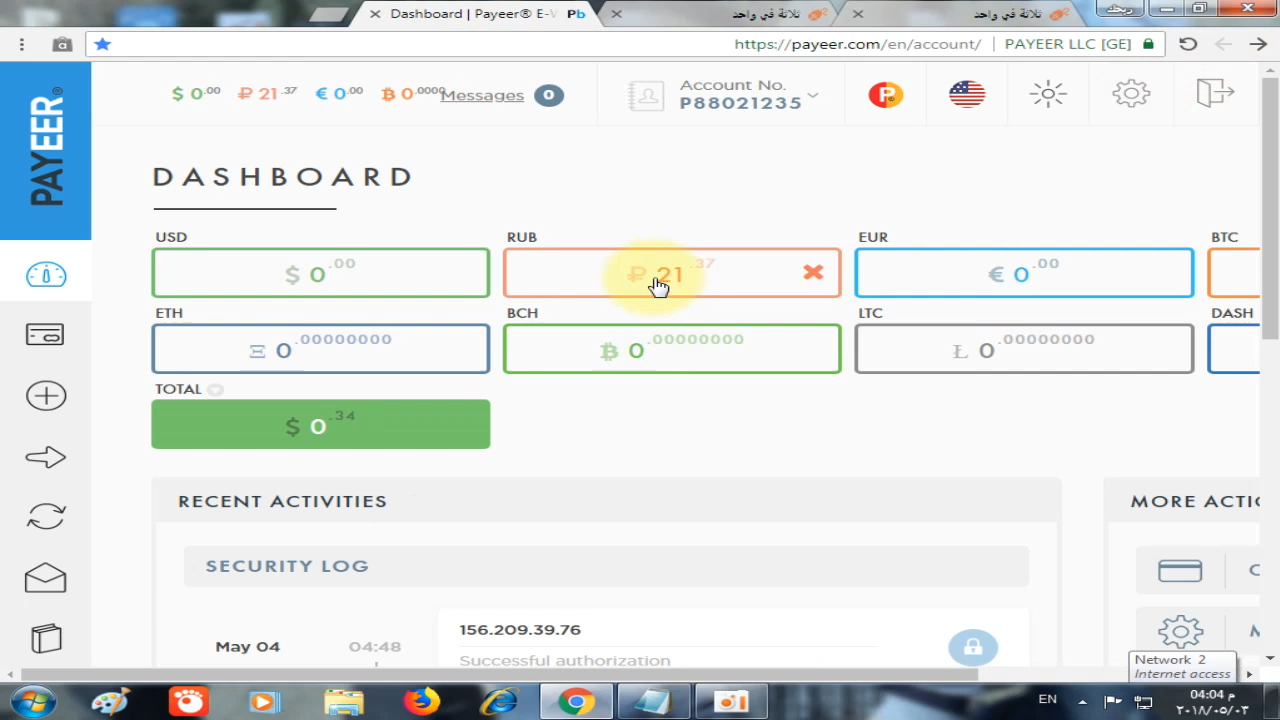 Dashboard | Payeer® E-V
Pb
ثلاثة في واحد
ثلاثة في واحد
https://payeer.com/en/account/
PAYEER LLC [GE]
PAYEER®
$ 0.00
₽ 21.37
€ 0.00
0.0000
Messages 0
Account No.
P88021235
DASHBOARD
USD
RUB
EUR
BTC
$ 0.00
₽ 21.37
€ 0.00
ETH
BCH
LTC
DASH
Ξ 0.00000000
0.00000000
Ł 0.00000000
TOTAL
$ 0.34
RECENT ACTIVITIES
MORE ACTIO
SECURITY LOG
May 04
04:48
156.209.39.76
Successful authorization
C
M
Network 2
Internet access
EN
04:04 م
٢٠١٨/٠٥/٠٣